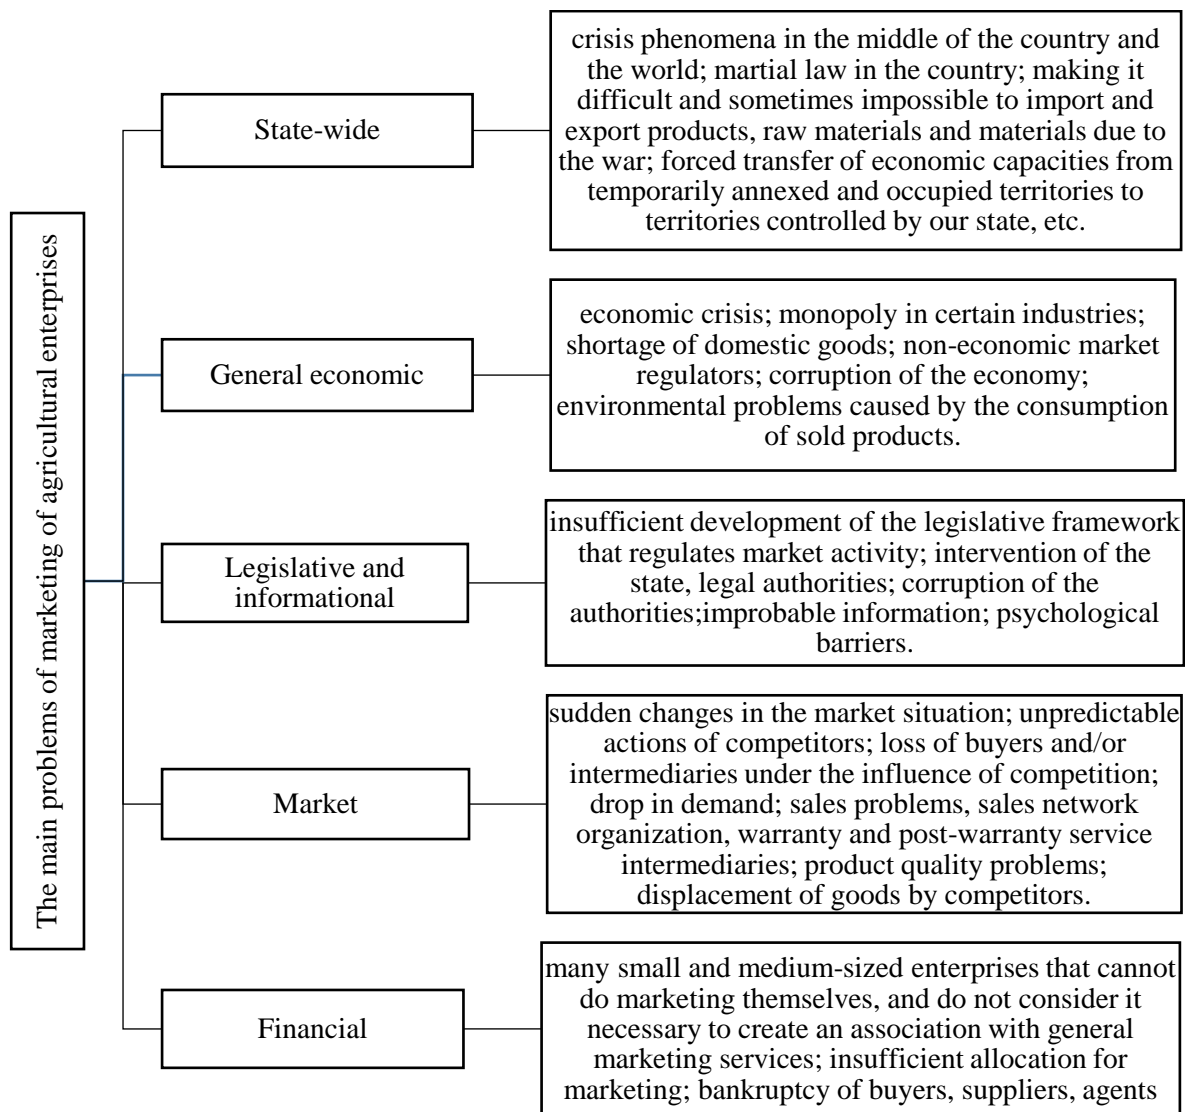 The main problems of marketing of agricultural enterprises
State-wide
crisis phenomena in the middle of the country and
the world; martial law in the country; making it
difficult and sometimes impossible to import and
export products, raw materials and materials due to
the war; forced transfer of economic capacities from
temporarily annexed and occupied territories to
territories controlled by our state, etc.
General economic
economic crisis; monopoly in certain industries;
shortage of domestic goods; non-economic market
regulators; corruption of the economy;
environmental problems caused by the consumption
of sold products.
Legislative and
informational
insufficient development of the legislative framework
that regulates market activity; intervention of the
state, legal authorities; corruption of the
authorities;improbable information; psychological
barriers.
Market
sudden changes in the market situation; unpredictable
actions of competitors; loss of buyers and/or
intermediaries under the influence of competition;
drop in demand; sales problems, sales network
organization, warranty and post-warranty service
intermediaries; product quality problems;
displacement of goods by competitors.
Financial
many small and medium-sized enterprises that cannot
do marketing themselves, and do not consider it
necessary to create an association with general
marketing services; insufficient allocation for
marketing; bankruptcy of buyers, suppliers, agents